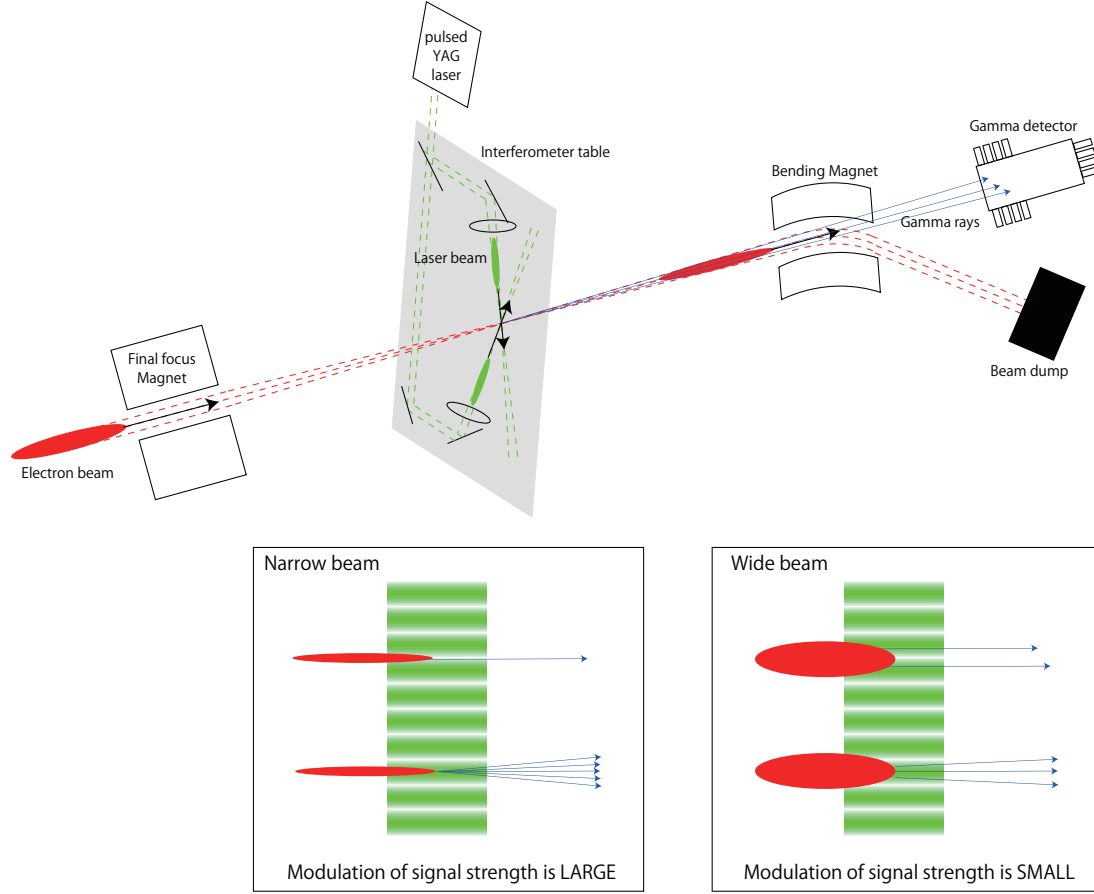 pulsed
YAG
laser
Interferometer table
Gamma detector
Bending Magnet
Gamma rays
Laser beam
Final focus
Magnet
Beam dump
Electron beam
Narrow beam
Modulation of signal strength is LARGE
Wide beam
Modulation of signal strength is SMALL